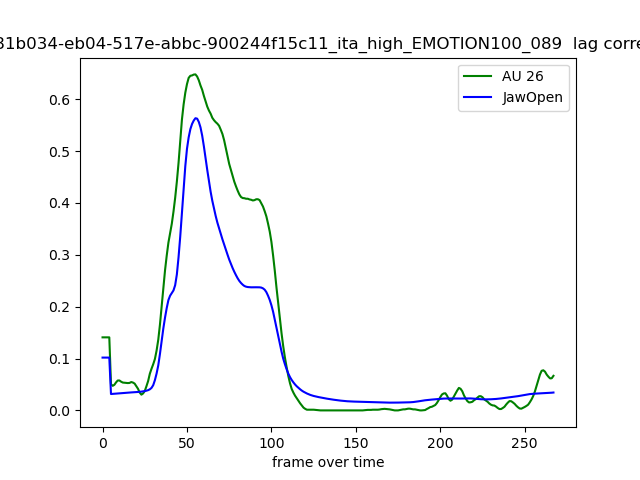 31b034-eb04-517e-abbc-900244f15c11_ita_high_EMOTION100_089 lag corre
AU 26
JawOpen
0.6
0.5
0.4
0.3
0.2
0.1
0.0
0 50 100 150 200 250
frame over time